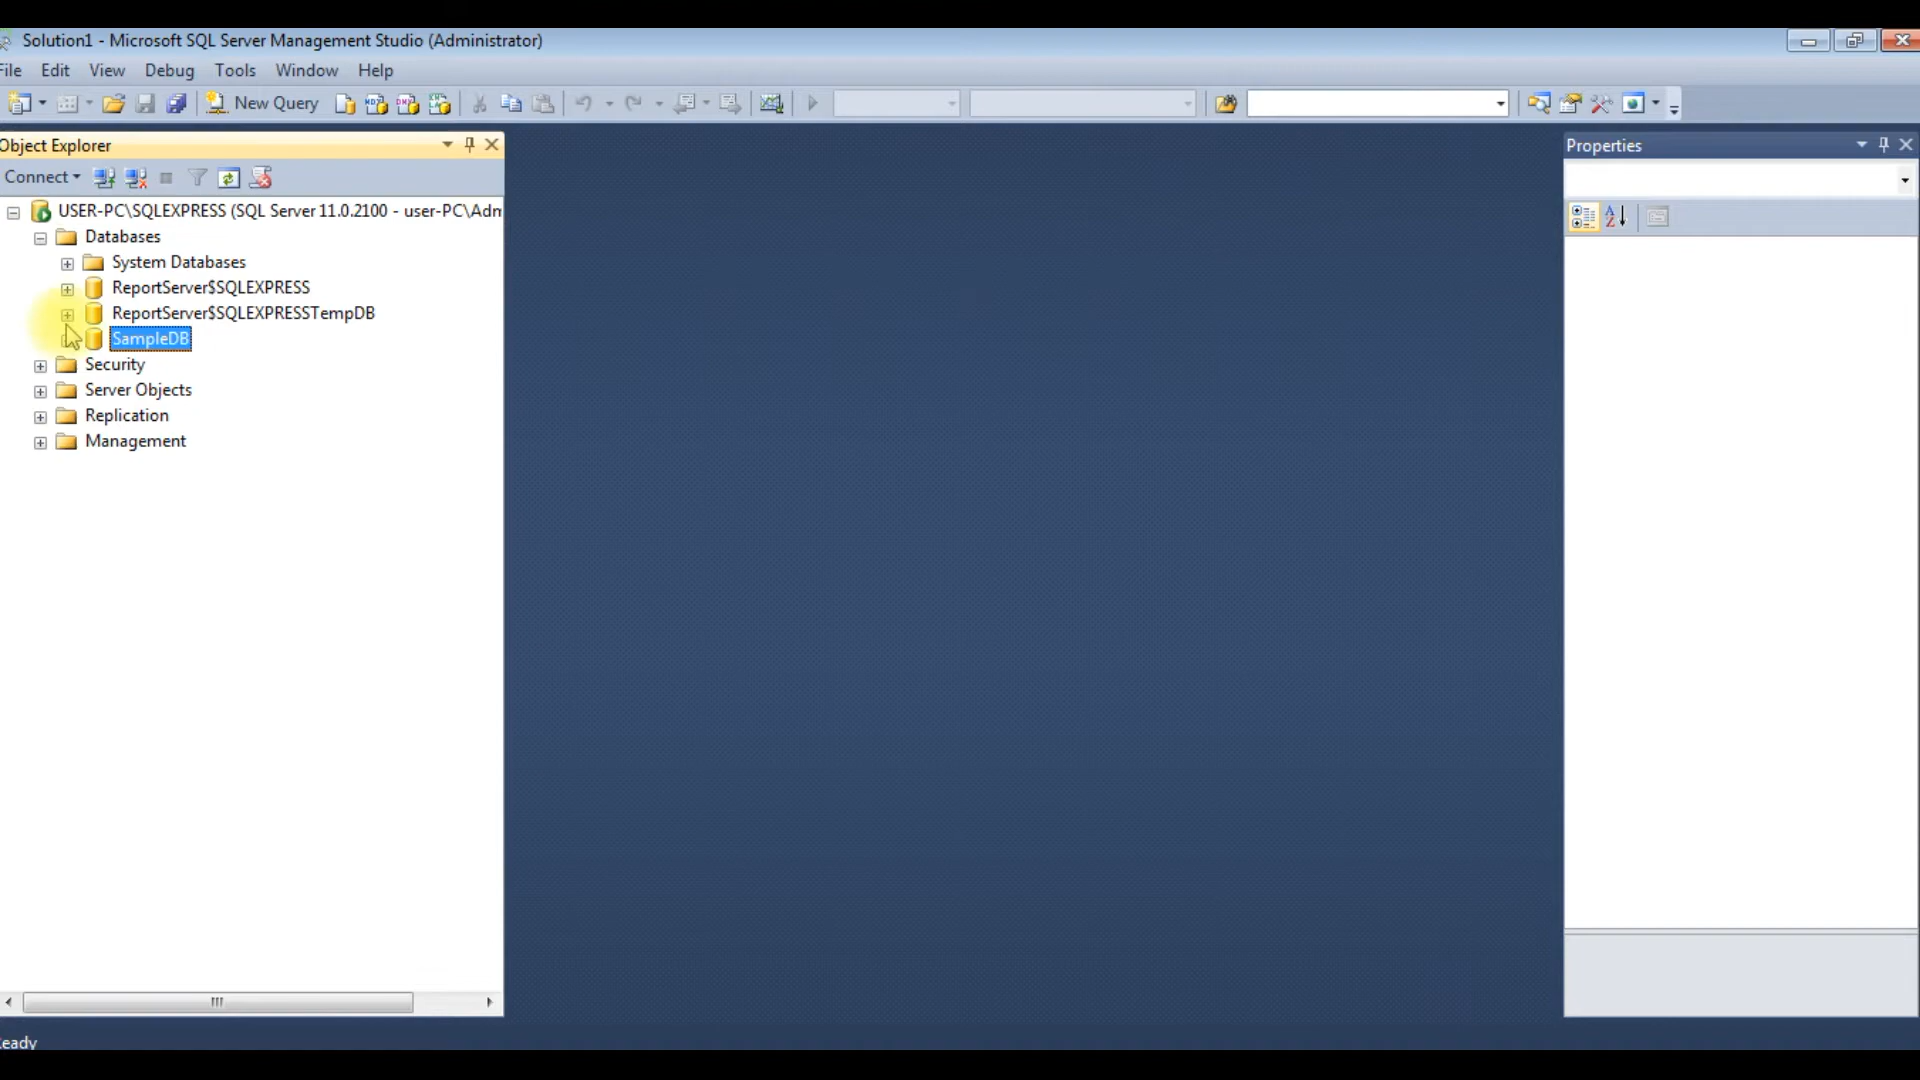 Solution1 - Microsoft SQL Server Management Studio (Administrator)
File Edit View Debug Tools Window Help
New Query
Object Explorer
Connect
USER-PC\SQLEXPRESS (SQL Server 11.0.2100 - user-PC\Adm
Databases
System Databases
ReportServer$SQLEXPRESS
ReportServer$SQLEXPRESSTempDB
SampleDB
Security
Server Objects
Replication
Management
Properties
eady